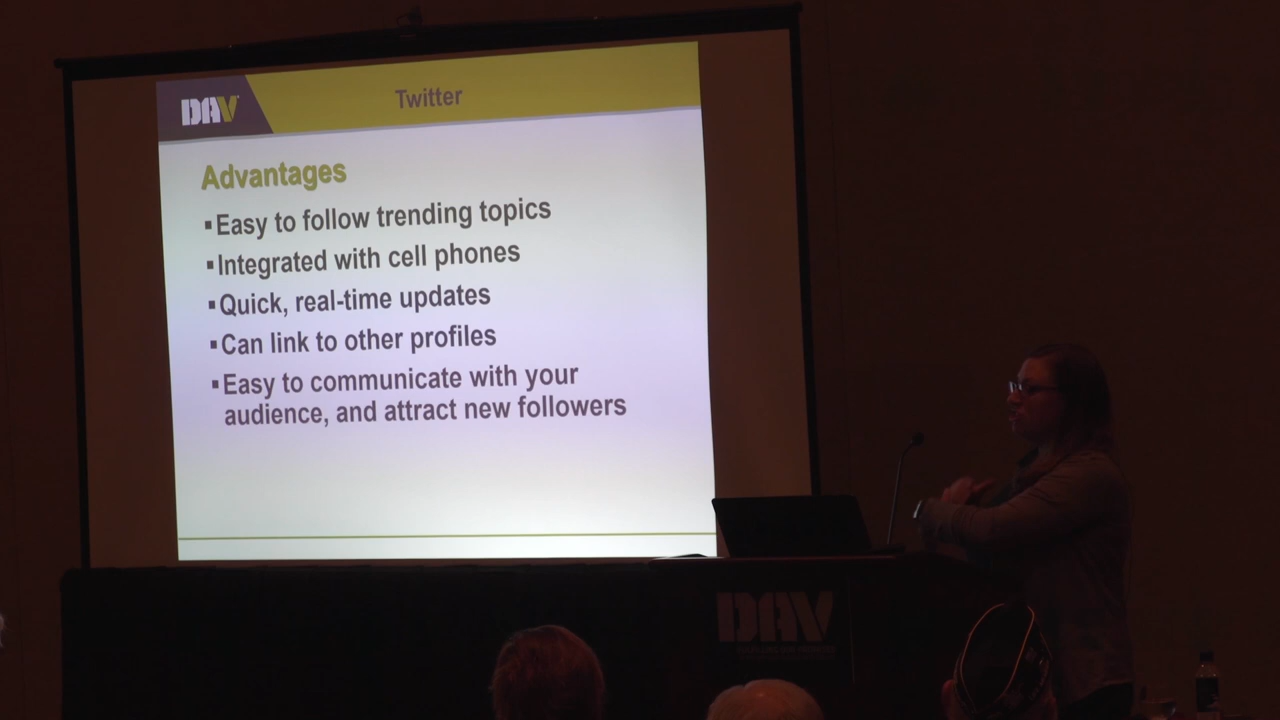 DAV
Twitter
Advantages
▪Easy to follow trending topics
▪Integrated with cell phones
▪Quick, real-time updates
▪Can link to other profiles
▪Easy to communicate with your
audience, and attract new followers
DAV